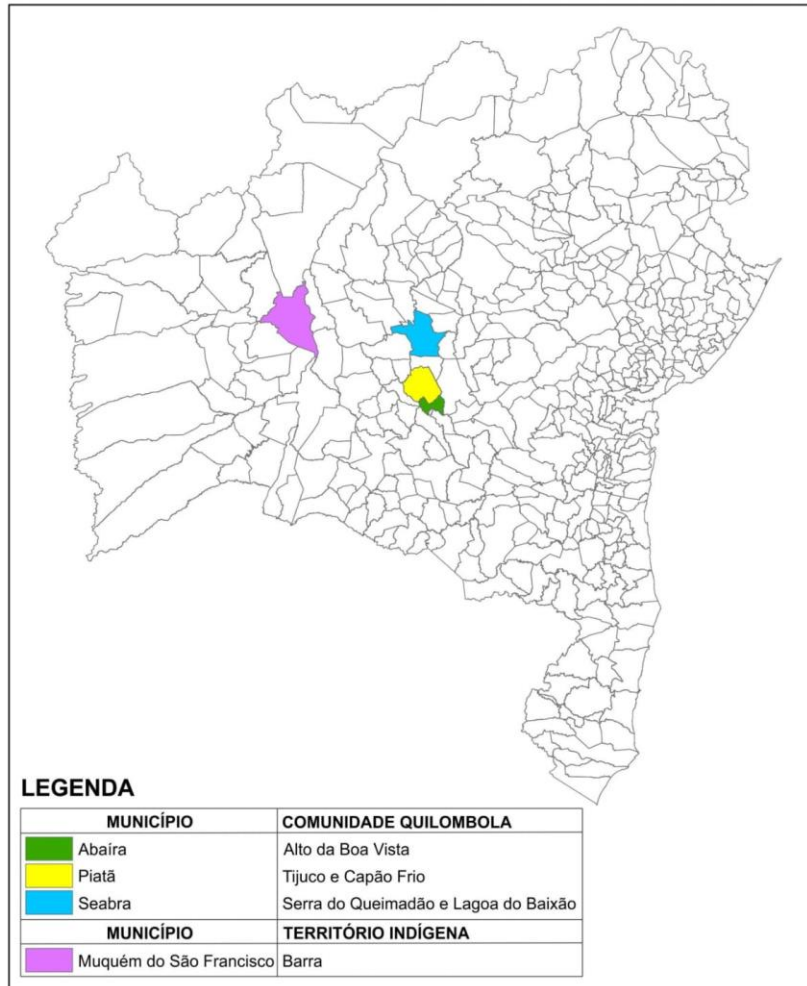 LEGENDA
MUNICÍPIO COMUNIDADE QUILOMBOLA
Abaíra Alto da Boa Vista
Piatã Tijuco e Capão Frio
Seabra Serra do Queimadão e Lagoa do Baixão
MUNICÍPIO TERRITÓRIO INDÍGENA
Muquém do São Francisco Barra